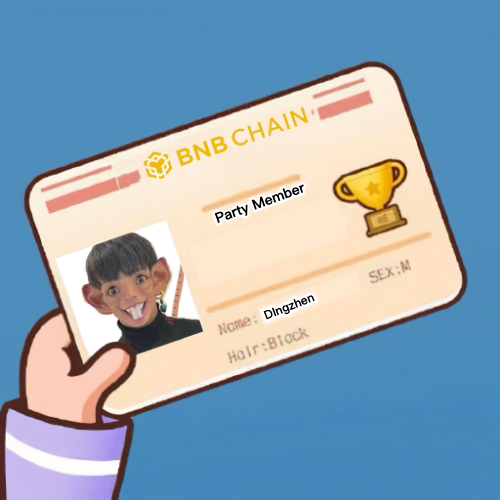 BNB CHAIN
Party Member
SEX:M
Name: DIngzhen
Hair:Black